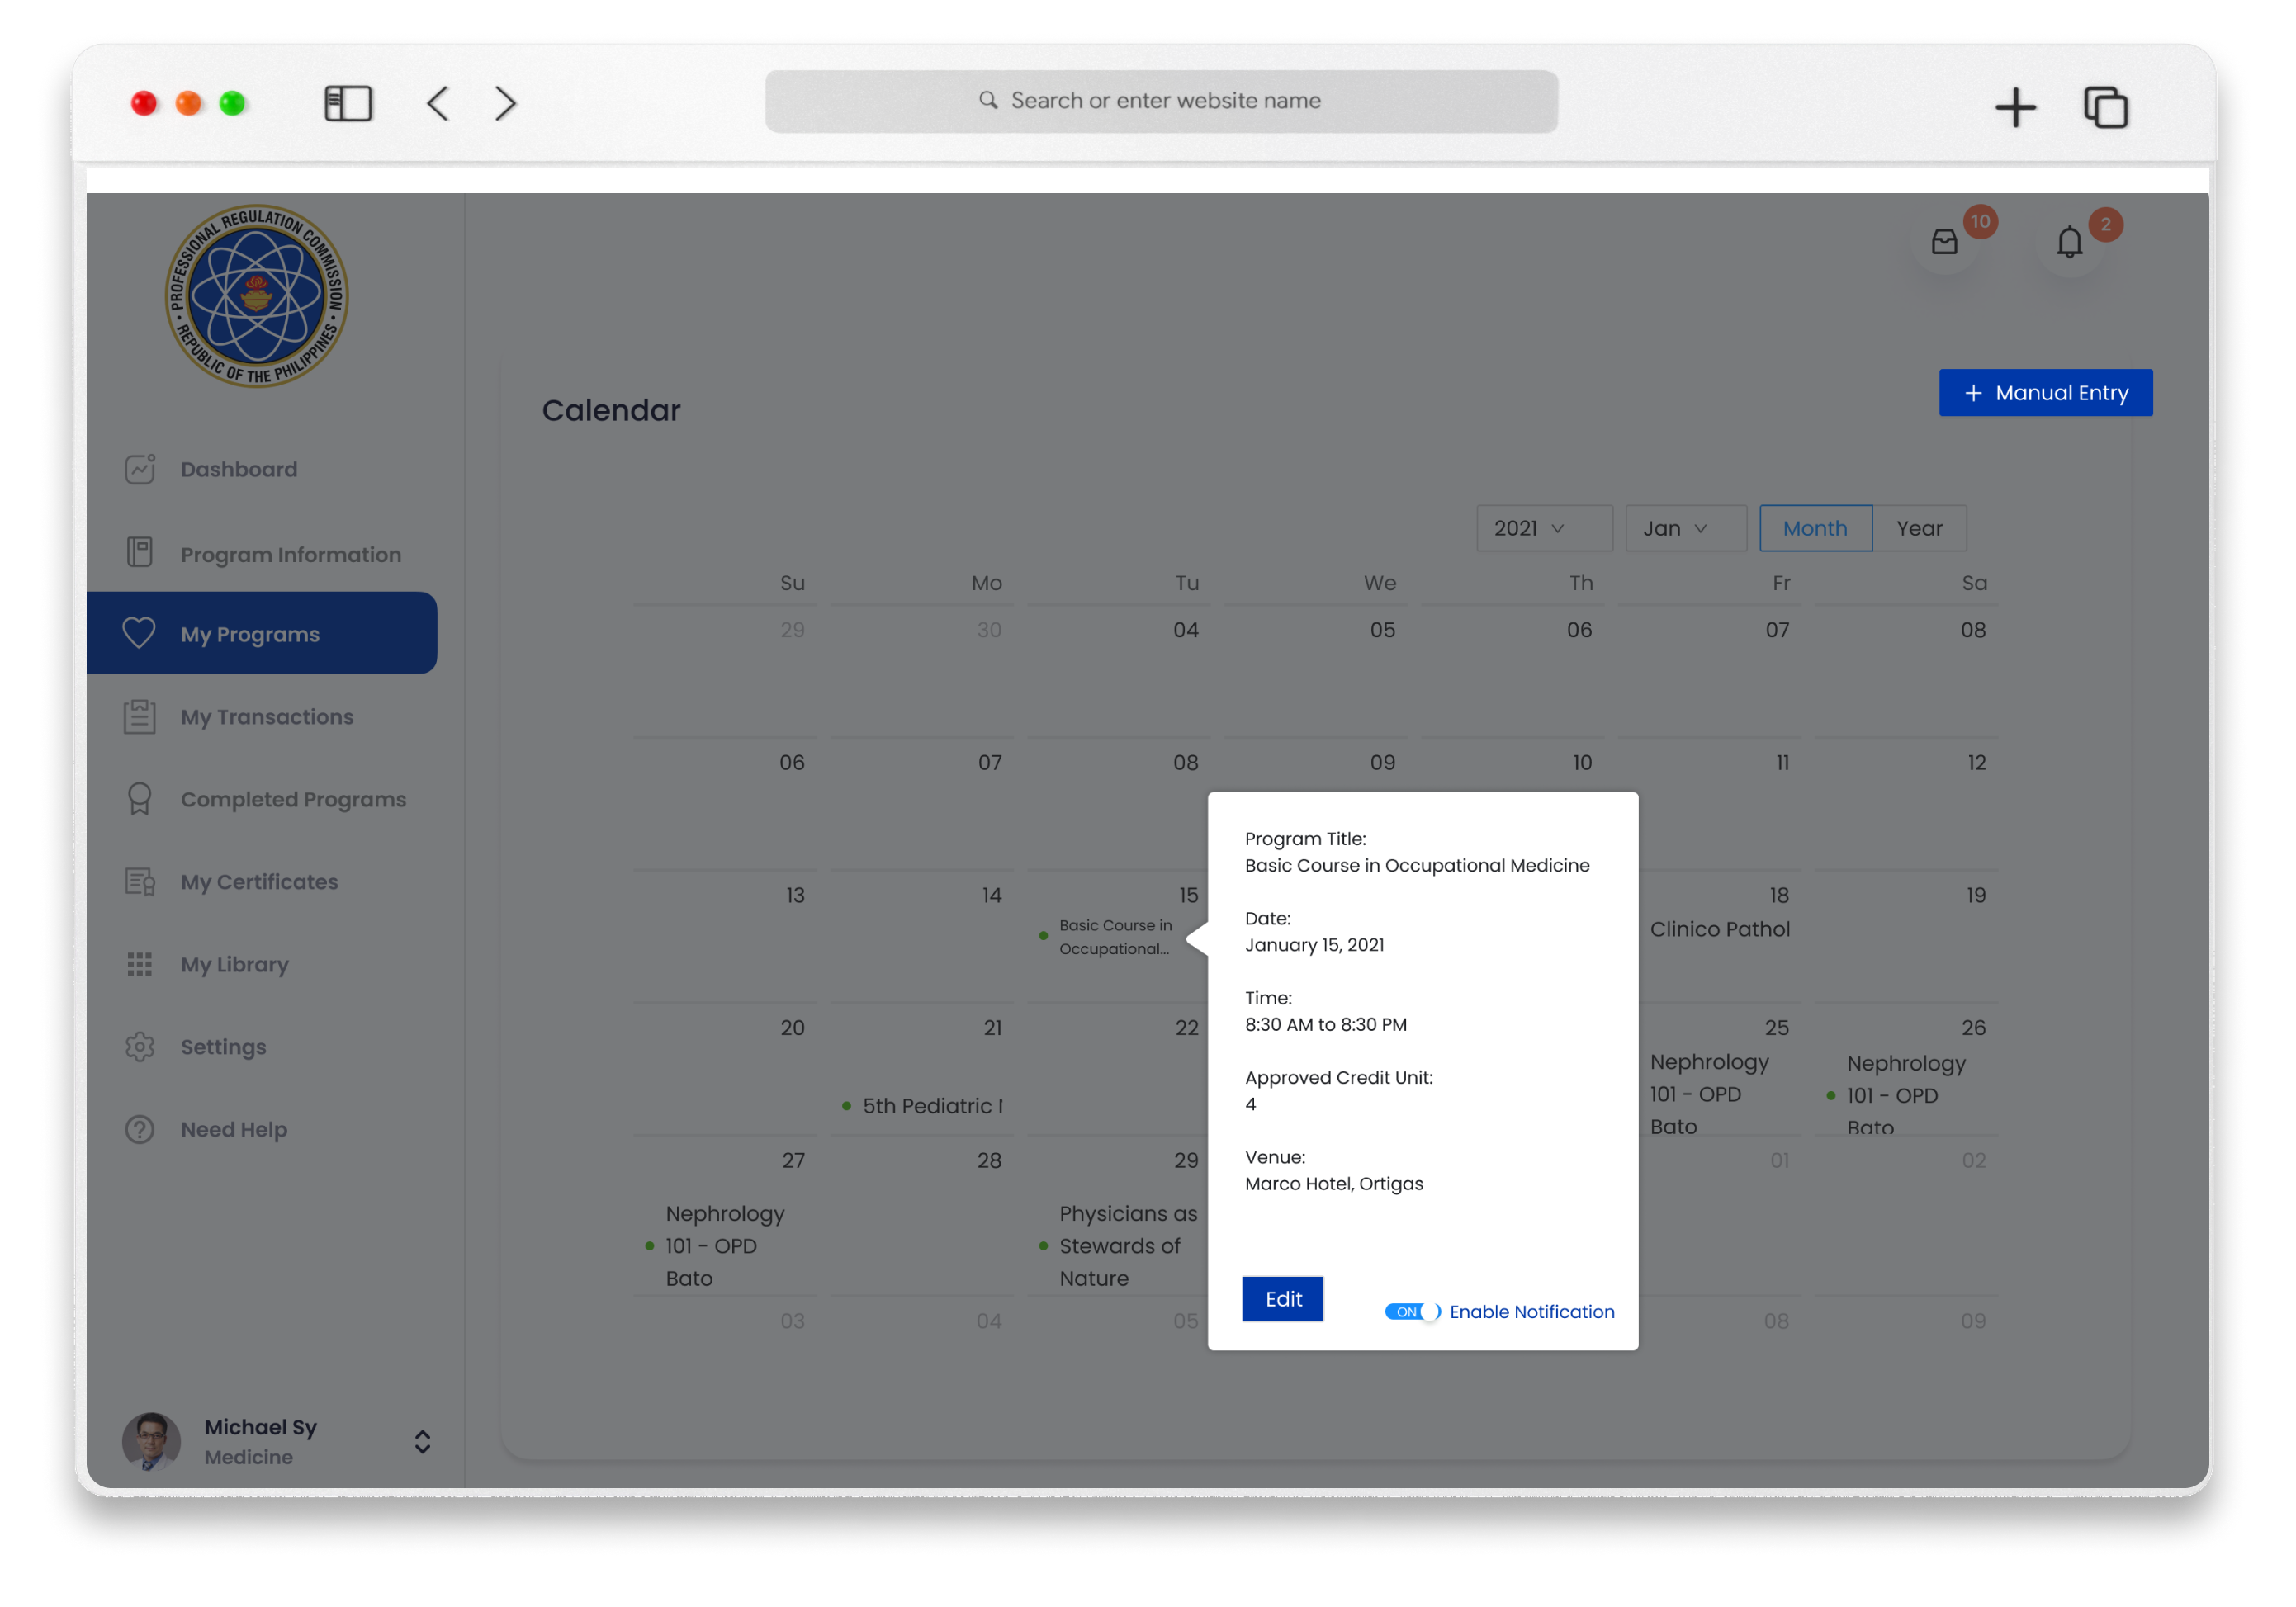 Search or enter website name
PROFESSIONAL REGULATION COMMISSION
REPUBLIC OF THE PHILIPPINES
10
2
Calendar
+ Manual Entry
Dashboard
Program Information
My Programs
My Transactions
Completed Programs
My Certificates
My Library
Settings
Need Help
Michael Sy
Medicine
2021 Jan Month Year
Su Mo Tu We Th Fr Sa
29 30 04 05 06 07 08
06 07 08 09 10 11 12
13 14 15 18 19
Basic Course in
Occupational...
Clinico Pathol
20 21 22 25 26
5th Pediatric
Nephrology
101 - OPD
Bato
Nephrology
101 - OPD
Bato
27 28 29 01 02
Nephrology
101 - OPD
Bato
Physicians as
Stewards of
Nature
03 04 05 08 09
Program Title:
Basic Course in Occupational Medicine
Date:
January 15, 2021
Time:
8:30 AM to 8:30 PM
Approved Credit Unit:
4
Venue:
Marco Hotel, Ortigas
Edit
ON Enable Notification